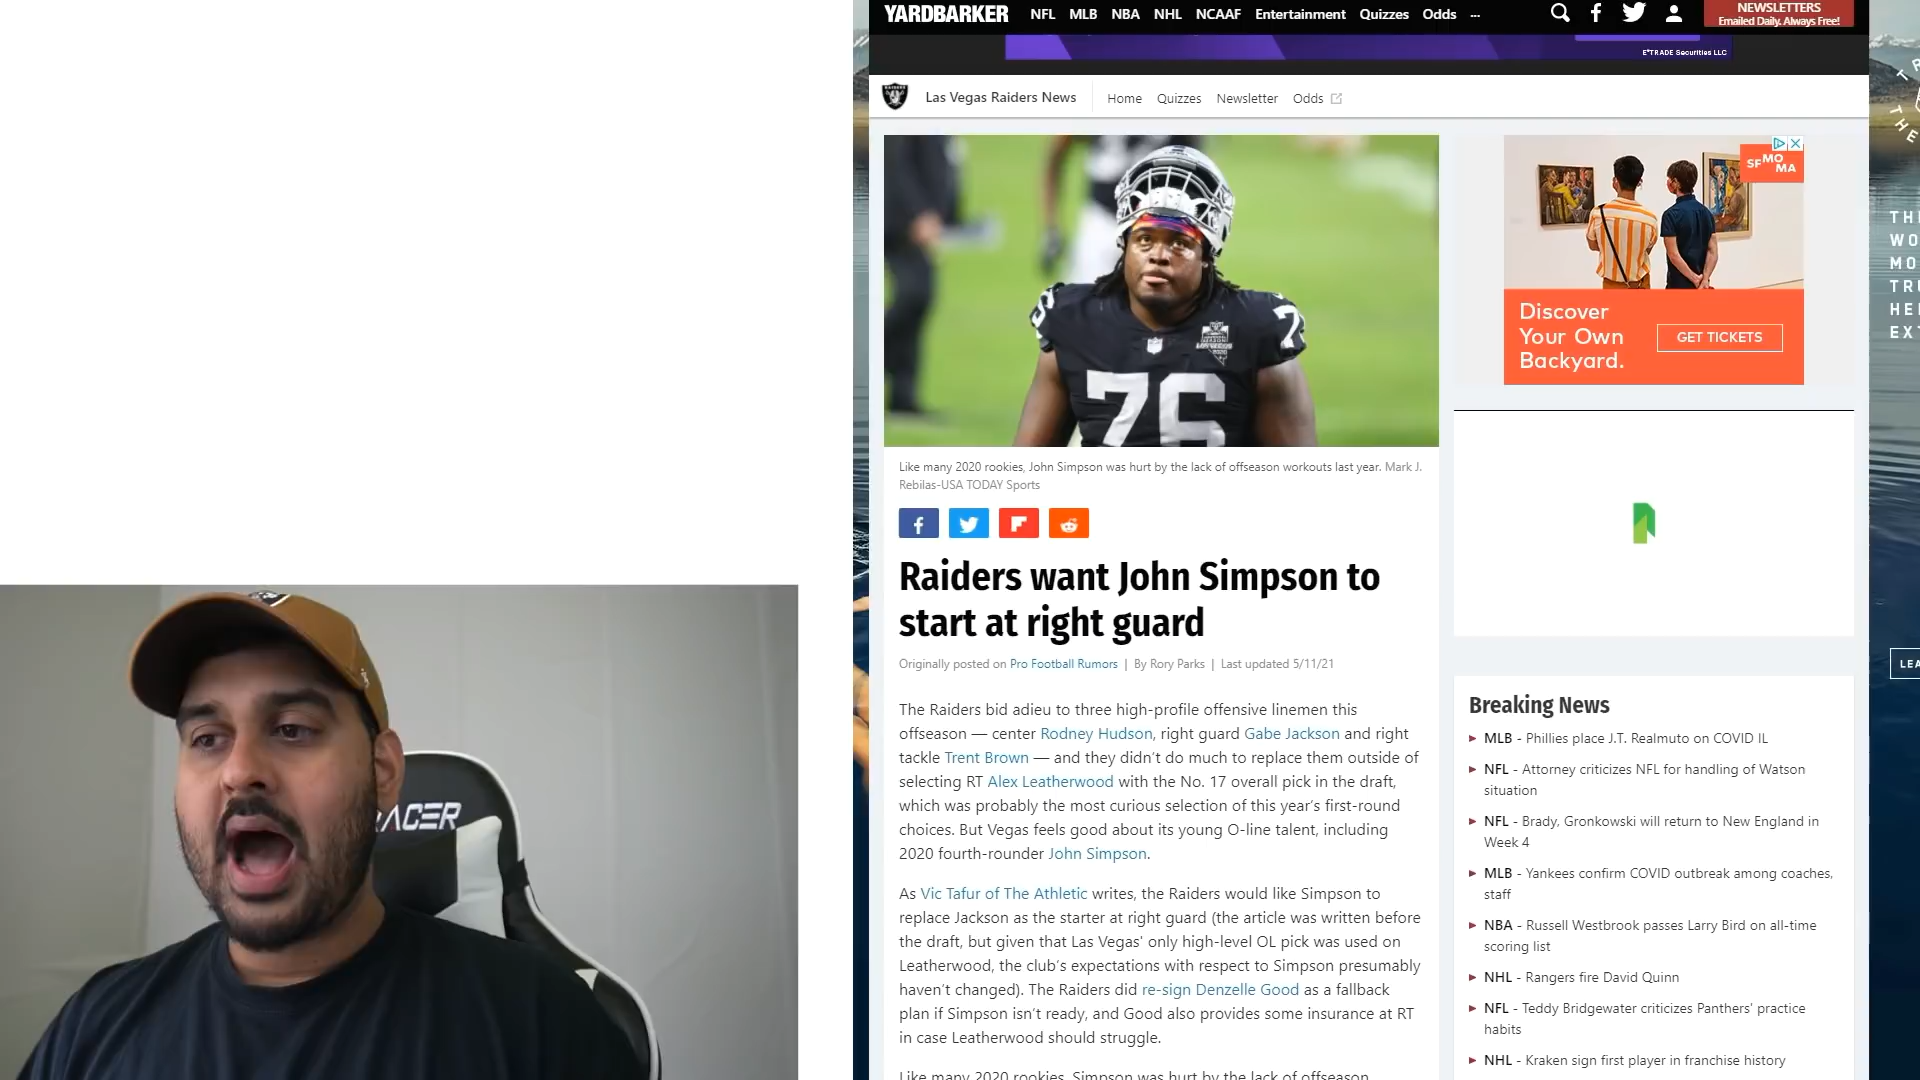 YARDBARKER NFL MLB NBA NHL NCAAF Entertainment Quizzes Odds ...
NEWSLETTERS
Emailed Daily. Always Free!
E*TRADE Securities LLC
Las Vegas Raiders News Home Quizzes Newsletter Odds
SFMOMA
Discover
Your Own
Backyard.
GET TICKETS
76
Like many 2020 rookies, John Simpson was hurt by the lack of offseason workouts last year. Mark J.
Rebilas-USA TODAY Sports
Raiders want John Simpson to
start at right guard
Originally posted on Pro Football Rumors | By Rory Parks | Last updated 5/11/21
The Raiders bid adieu to three high-profile offensive linemen this
offseason — center Rodney Hudson, right guard Gabe Jackson and right
tackle Trent Brown — and they didn't do much to replace them outside of
selecting RT Alex Leatherwood with the No. 17 overall pick in the draft,
which was probably the most curious selection of this year's first-round
choices. But Vegas feels good about its young O-line talent, including
2020 fourth-rounder John Simpson.
As Vic Tafur of The Athletic writes, the Raiders would like Simpson to
replace Jackson as the starter at right guard (the article was written before
the draft, but given that Las Vegas' only high-level OL pick was used on
Leatherwood, the club's expectations with respect to Simpson presumably
haven't changed). The Raiders did re-sign Denzelle Good as a fallback
plan if Simpson isn't ready, and Good also provides some insurance at RT
in case Leatherwood should struggle.
Like many 2020 rookies, Simpson was hurt by the lack of offseason
Breaking News
MLB - Phillies place J.T. Realmuto on COVID IL
NFL - Attorney criticizes NFL for handling of Watson
situation
NFL - Brady, Gronkowski will return to New England in
Week 4
MLB - Yankees confirm COVID outbreak among coaches,
staff
NBA - Russell Westbrook passes Larry Bird on all-time
scoring list
NHL - Rangers fire David Quinn
NFL - Teddy Bridgewater criticizes Panthers' practice
habits
NHL - Kraken sign first player in franchise history